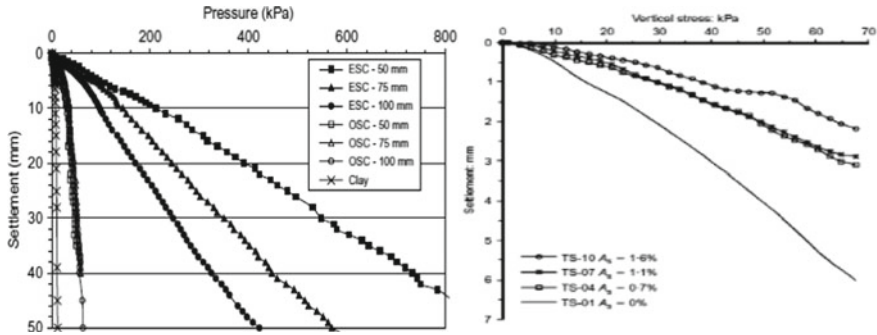 Pressure (kPa)
0 200 400 600 800
0
10
20
30
40
50
Settlement (mm)
ESC - 50 mm
ESC - 75 mm
ESC - 100 mm
OSC - 50 mm
OSC - 75 mm
OSC - 100 mm
Clay
Vertical stress: kPa
0 10 20 30 40 50 60 70
0
1
2
3
4
5
6
7
Settlement: mm
TS-10 As – 1·6%
TS-07 As – 1·1%
TS-04 As – 0·7%
TS-01 As – 0%